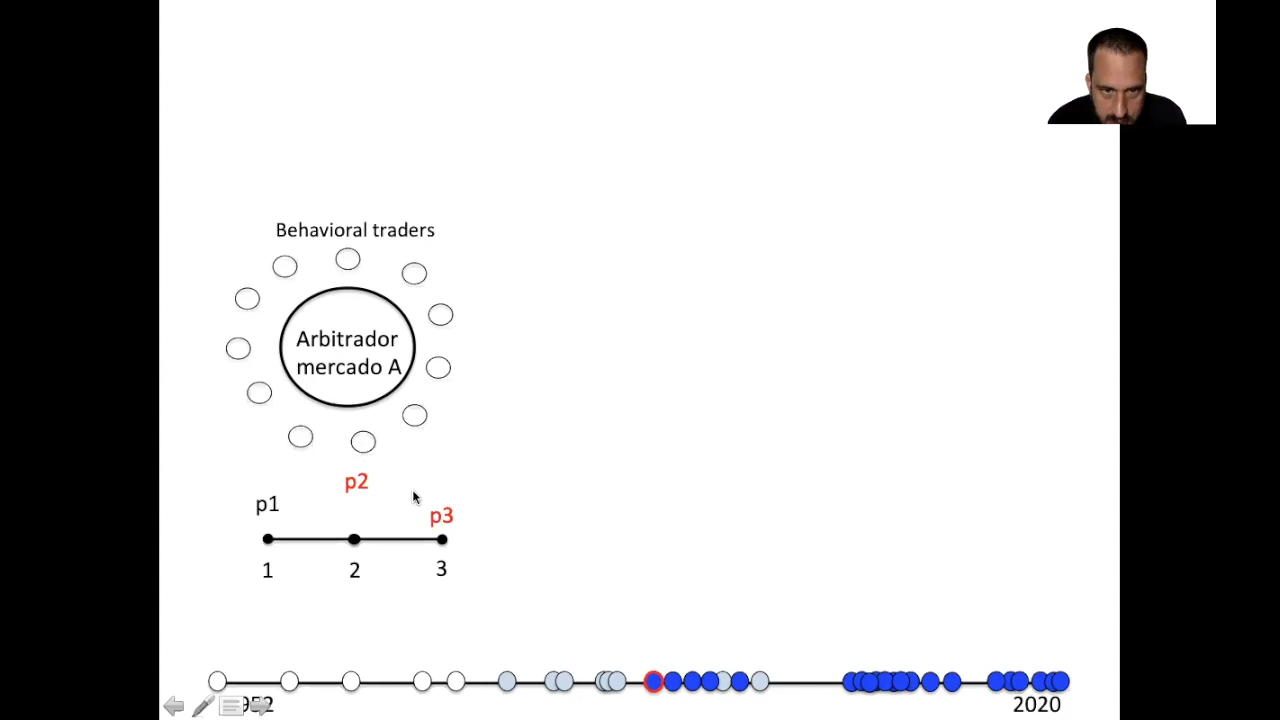 Behavioral traders
Arbitrador
mercado A
p2
p1
p3
1 2 3
2020